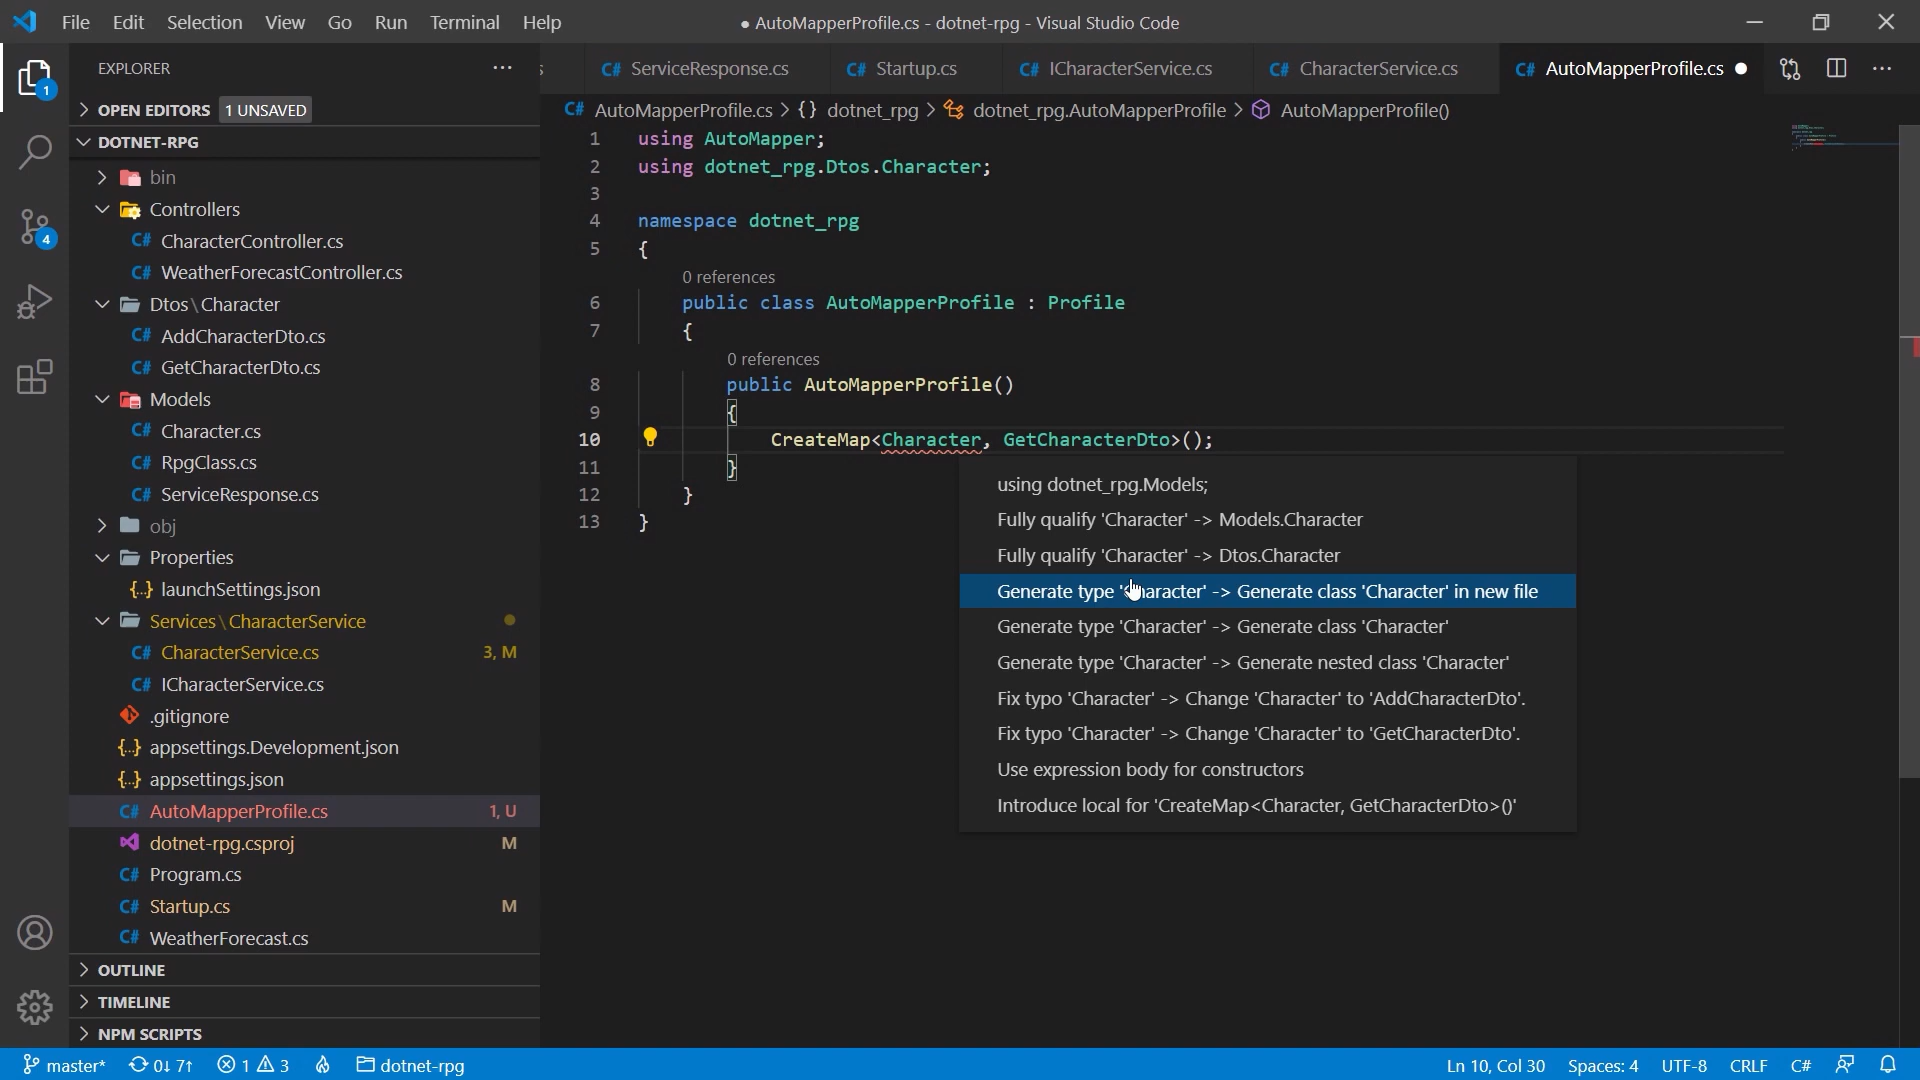 File Edit Selection View Go Run Terminal Help
● AutoMapperProfile.cs - dotnet-rpg - Visual Studio Code
EXPLORER
ServiceResponse.cs
Startup.cs
ICharacterService.cs
CharacterService.cs
AutoMapperProfile.cs
OPEN EDITORS 1 UNSAVED
AutoMapperProfile.cs > {} dotnet_rpg > dotnet_rpg.AutoMapperProfile > AutoMapperProfile()
DOTNET-RPG
bin
Controllers
C# CharacterController.cs
C# WeatherForecastController.cs
Dtos\Character
C# AddCharacterDto.cs
C# GetCharacterDto.cs
Models
C# Character.cs
C# RpgClass.cs
C# ServiceResponse.cs
obj
Properties
{..} launchSettings.json
Services\CharacterService
C# CharacterService.cs 3, M
C# ICharacterService.cs
.gitignore
{..} appsettings.Development.json
{..} appsettings.json
C# AutoMapperProfile.cs 1, U
dotnet-rpg.csproj M
C# Program.cs
C# Startup.cs M
C# WeatherForecast.cs
OUTLINE
TIMELINE
NPM SCRIPTS
1
4
1 using AutoMapper;
2 using dotnet_rpg.Dtos.Character;
3
4 namespace dotnet_rpg
5 {
0 references
6 public class AutoMapperProfile : Profile
7 {
0 references
8 public AutoMapperProfile()
9 {
10 CreateMap<Character, GetCharacterDto>();
11 }
12 }
13 }
using dotnet_rpg.Models;
Fully qualify 'Character' -> Models.Character
Fully qualify 'Character' -> Dtos.Character
Generate type 'Character' -> Generate class 'Character' in new file
Generate type 'Character' -> Generate class 'Character'
Generate type 'Character' -> Generate nested class 'Character'
Fix typo 'Character' -> Change 'Character' to 'AddCharacterDto'.
Fix typo 'Character' -> Change 'Character' to 'GetCharacterDto'.
Use expression body for constructors
Introduce local for 'CreateMap<Character, GetCharacterDto>()'
master* 0↓ 7↑ 1 3 dotnet-rpg
Ln 10, Col 30 Spaces: 4 UTF-8 CRLF C#